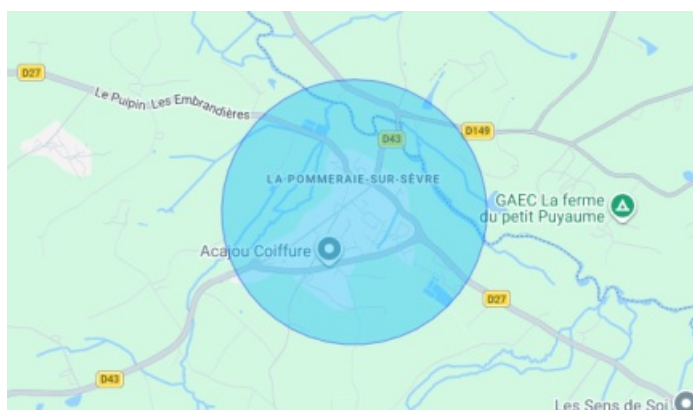 D27
Le Puipin Les Embrandières
D43
D149
LA POMMERAIE-SUR-SÈVRE
GAEC La ferme
du petit Puyaume
Acajou Coiffure
D27
D43
Les Sens de Soi